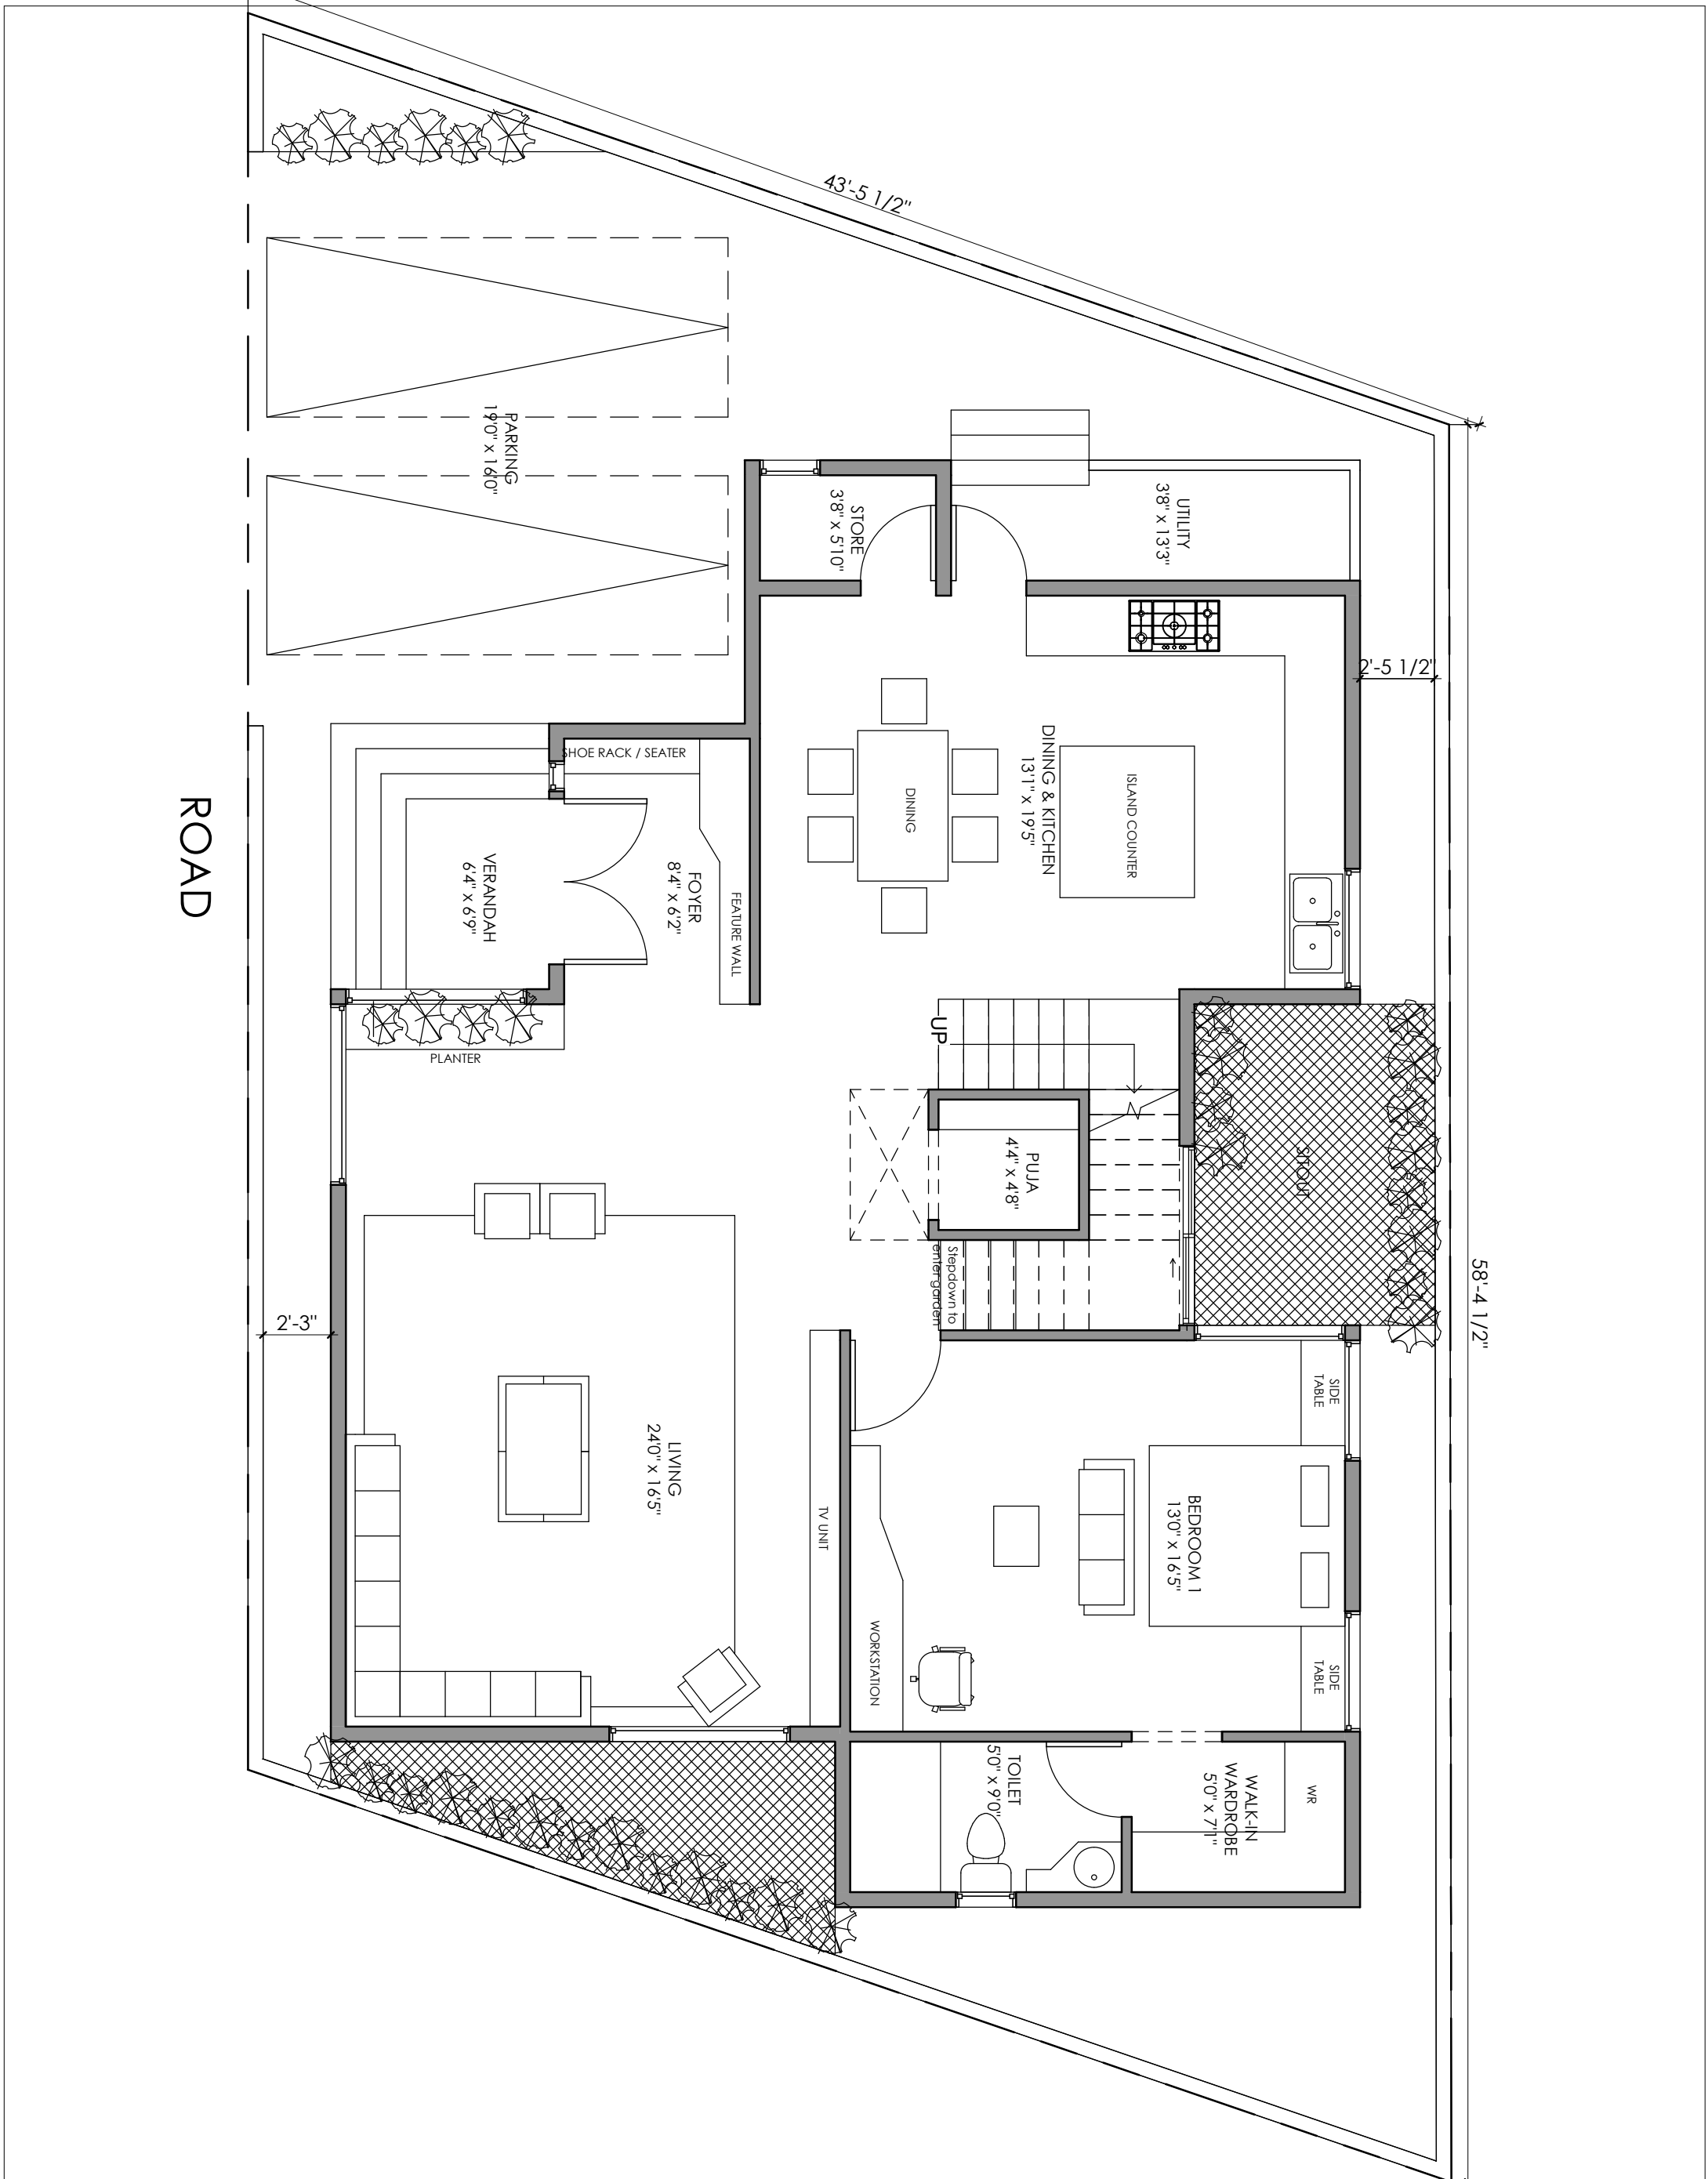 43'-5 1/2"
PARKING
19'0" x 16'0"
STORE
3'8" x 5'10"
UTILITY
3'8" x 13'3"
2'-5 1/2"
SHOE RACK / SEATER
DINING & KITCHEN
13'1" x 19'5"
ISLAND COUNTER
DINING
ROAD
VERANDAH
6'4" x 6'9"
FOYER
8'4" x 6'2"
FEATURE WALL
UP
PLANTER
PUJA
4'4" x 4'8"
SITOUT
Stepdown to
enter garden
58'-4 1/2"
2'-3"
SIDE
TABLE
LIVING
24'0" x 16'5"
TV UNIT
BEDROOM 1
13'0" x 16'5"
WORKSTATION
SIDE
TABLE
TOILET
5'0" x 9'0"
WALK-IN
WARDROBE
5'0" x 7'1"
WR